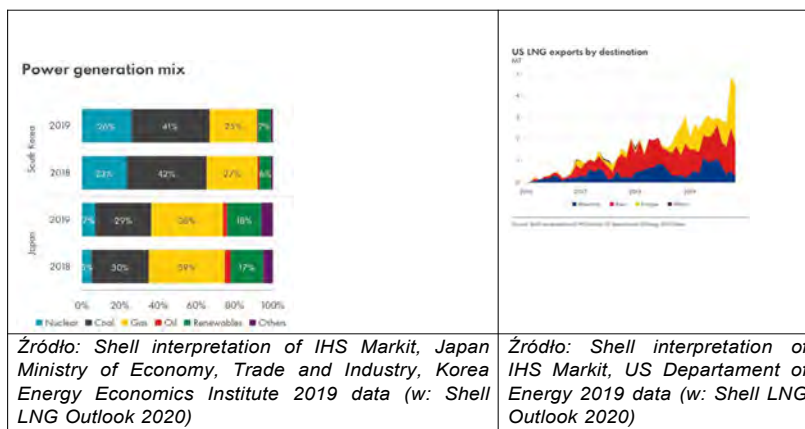 Power generation mix
South Korea
2019
26% 41% 25% 7%
2018
23% 42% 27% 6%
Japan
2019
7% 29% 18%
2018
30% 39% 17%
0% 20% 40% 60% 80% 100%
Nuclear Coal Gas Oil Renewables Others
Źródło: Shell interpretation of IHS Markit, Japan
Ministry of Economy, Trade and Industry, Korea
Energy Economics Institute 2019 data (w: Shell
LNG Outlook 2020)
US LNG exports by destination
Źródło: Shell interpretation of
IHS Markit, US Departament of
Energy 2019 data (w: Shell LNG
Outlook 2020)